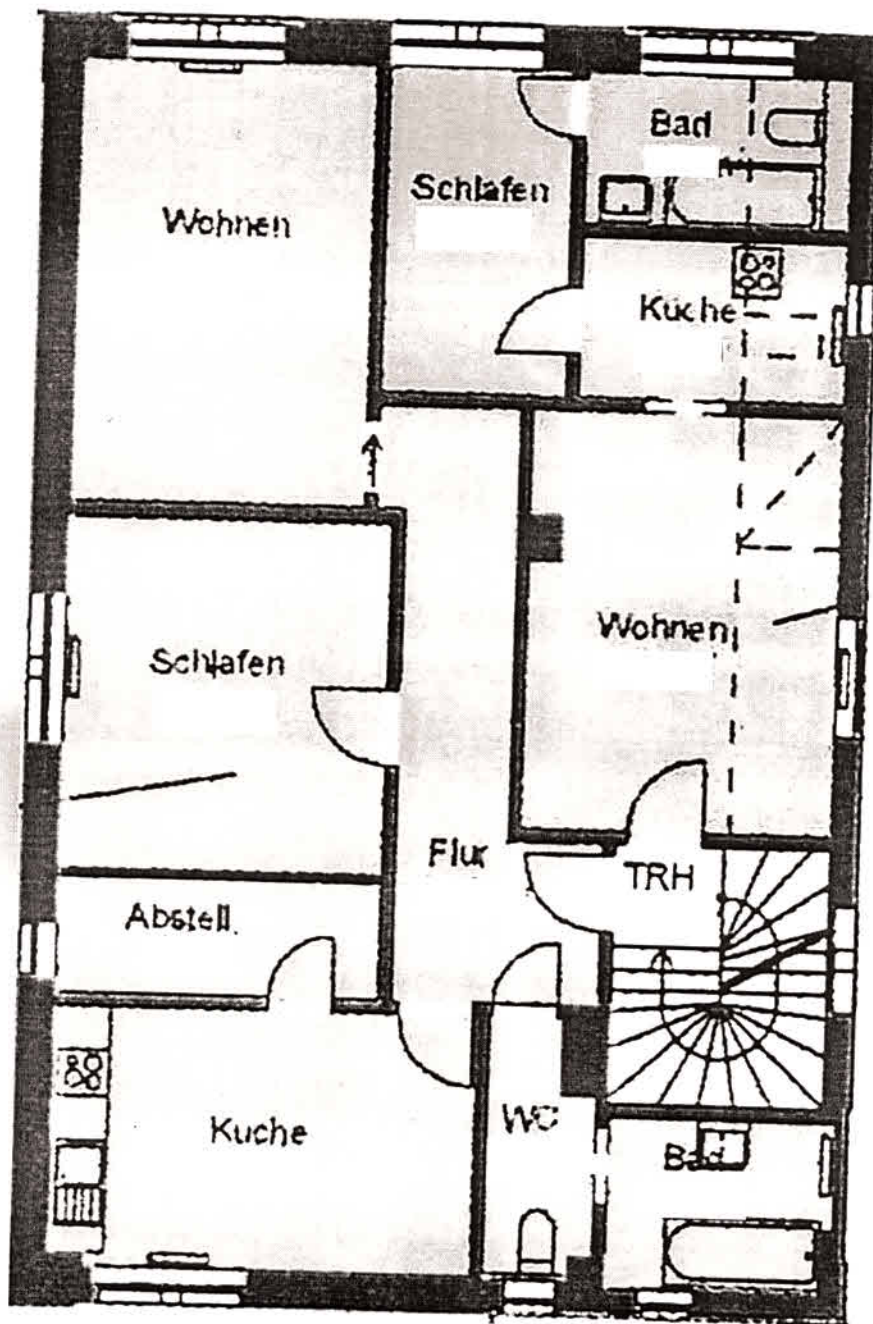 Bad
Schlafen
Wohnen
Kuche
Wohnen
Schlafen
Flur
TRH
Abstell.
WC
Kuche
Bad